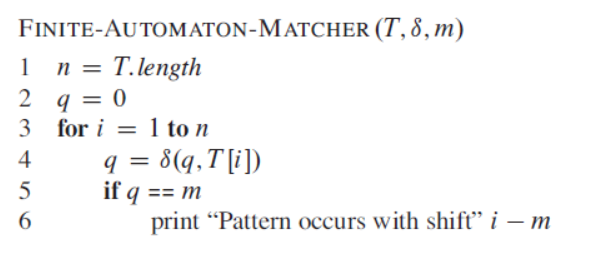 FINITE-AUTOMATON-MATCHER (T, δ, m)
1 n = T.length
2 q = 0
3 for i = 1 to n
4 q = δ(q, T[i])
5 if q == m
6 print “Pattern occurs with shift” i − m